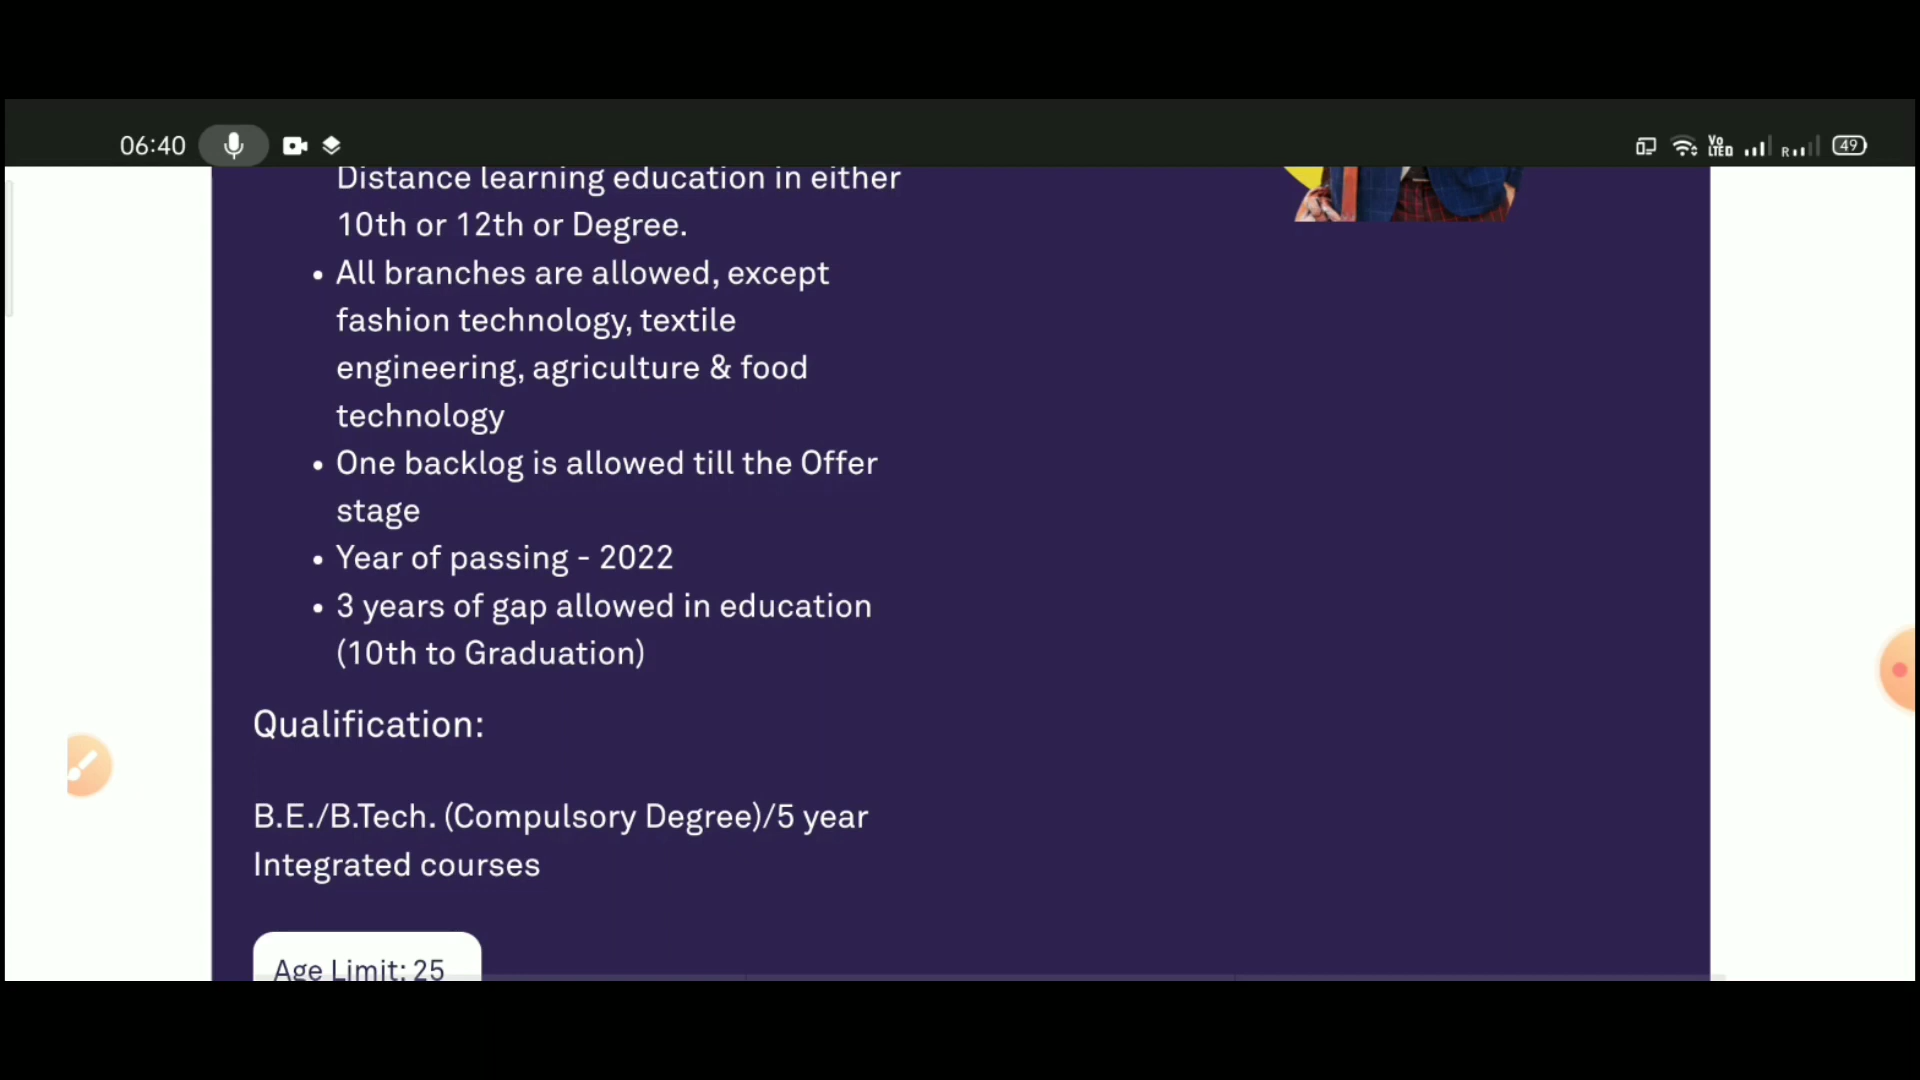 06:40
Vo
LTED
R
49
Distance learning education in either
10th or 12th or Degree.
• All branches are allowed, except
fashion technology, textile
engineering, agriculture & food
technology
• One backlog is allowed till the Offer
stage
• Year of passing - 2022
• 3 years of gap allowed in education
(10th to Graduation)
Qualification:
B.E./B.Tech. (Compulsory Degree)/5 year
Integrated courses
Age Limit: 25